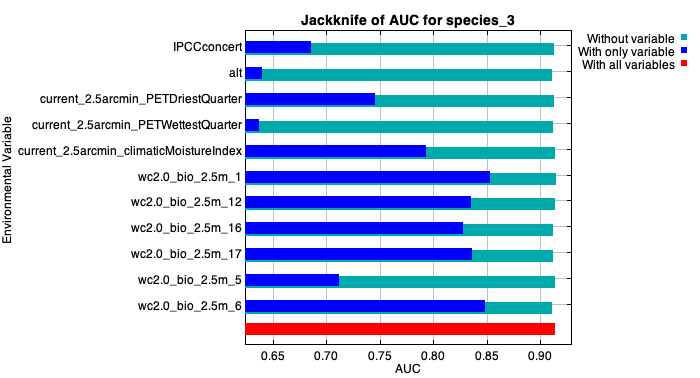 Jackknife of AUC for species_3
Without variable
With only variable
With all variables
Environmental Variable
IPCCconcert
alt
current_2.5arcmin_PETDriestQuarter
current_2.5arcmin_PETWettestQuarter
current_2.5arcmin_climaticMoistureIndex
wc2.0_bio_2.5m_1
wc2.0_bio_2.5m_12
wc2.0_bio_2.5m_16
wc2.0_bio_2.5m_17
wc2.0_bio_2.5m_5
wc2.0_bio_2.5m_6
0.65 0.70 0.75 0.80 0.85 0.90
AUC